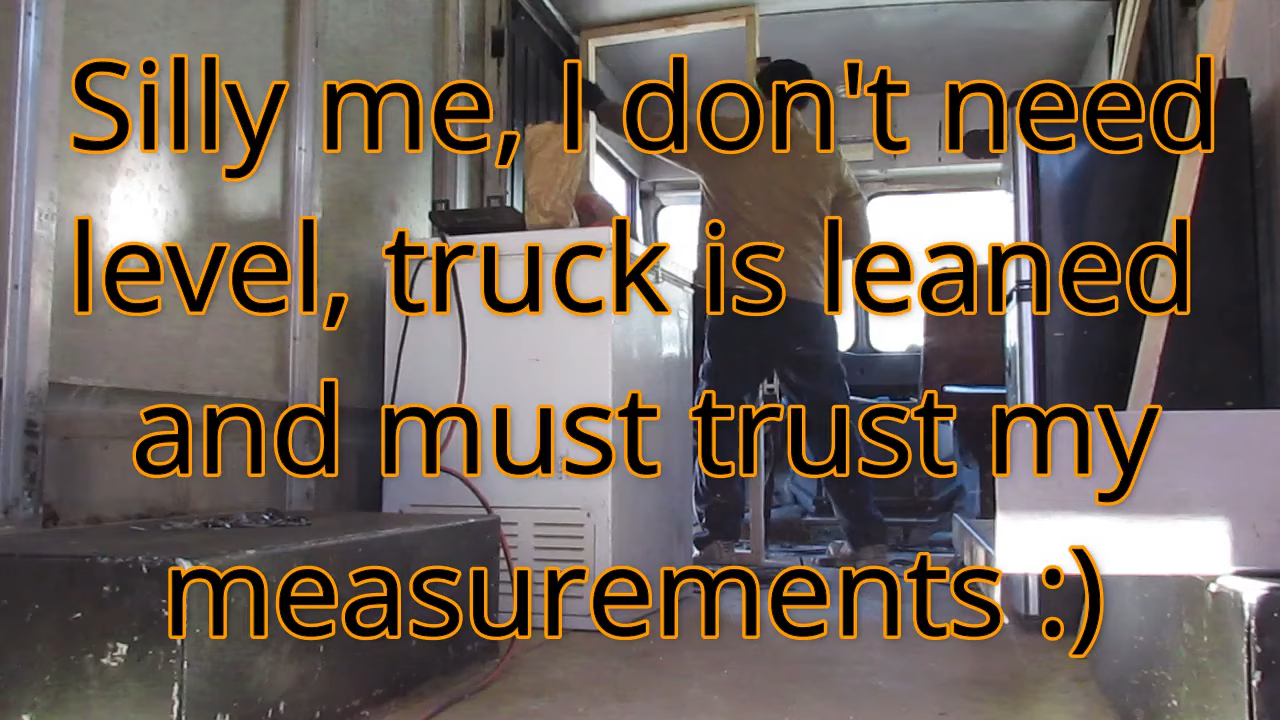 Silly me, I don't need
level, truck is leaned
and must trust my
measurements :)